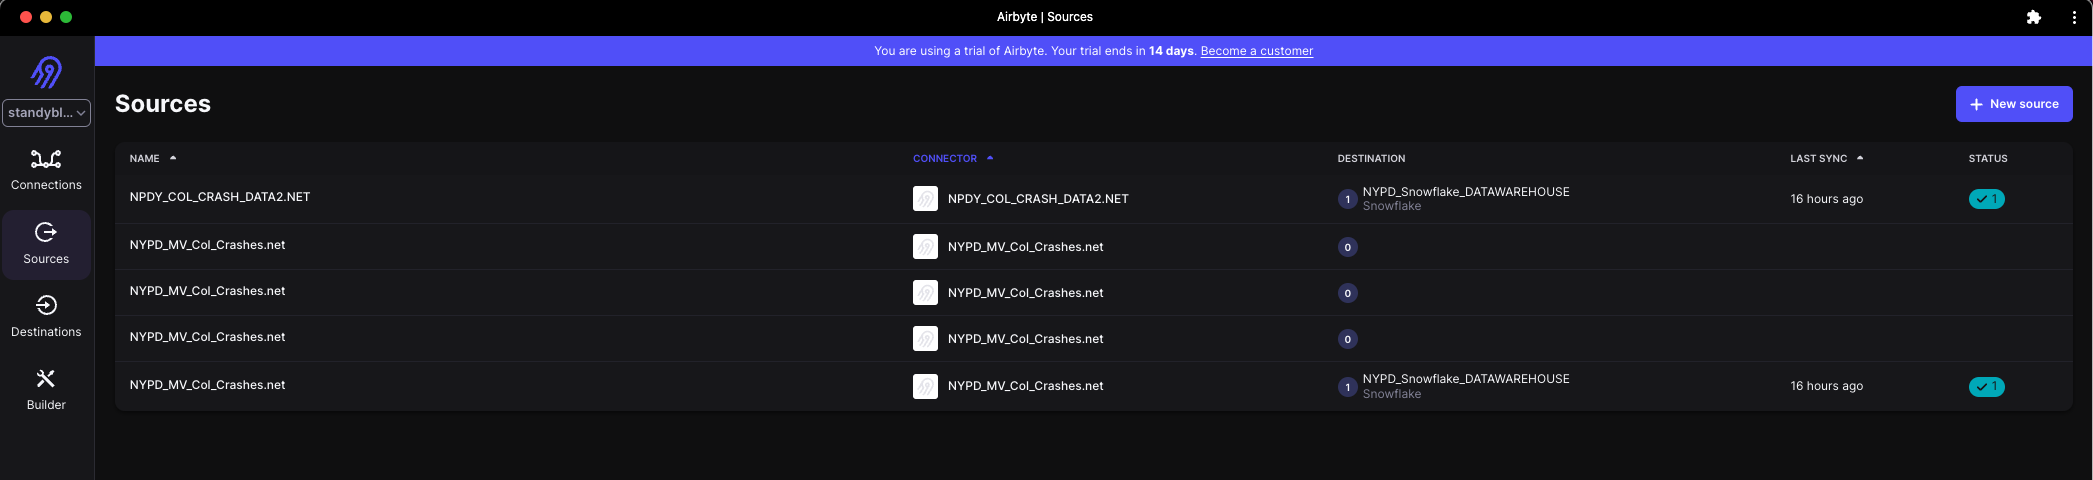 Airbyte | Sources
You are using a trial of Airbyte. Your trial ends in 14 days. Become a customer
standybl...
Connections
Sources
Destinations
Builder
Sources
New source
NAME CONNECTOR DESTINATION LAST SYNC STATUS
NPDY_COL_CRASH_DATA2.NET NPDY_COL_CRASH_DATA2.NET 1 NYPD_Snowflake_DATAWAREHOUSE 16 hours ago 1
Snowflake
NYPD_MV_Col_Crashes.net NYPD_MV_Col_Crashes.net 0
NYPD_MV_Col_Crashes.net NYPD_MV_Col_Crashes.net 0
NYPD_MV_Col_Crashes.net NYPD_MV_Col_Crashes.net 0
NYPD_MV_Col_Crashes.net NYPD_MV_Col_Crashes.net 1 NYPD_Snowflake_DATAWAREHOUSE 16 hours ago 1
Snowflake